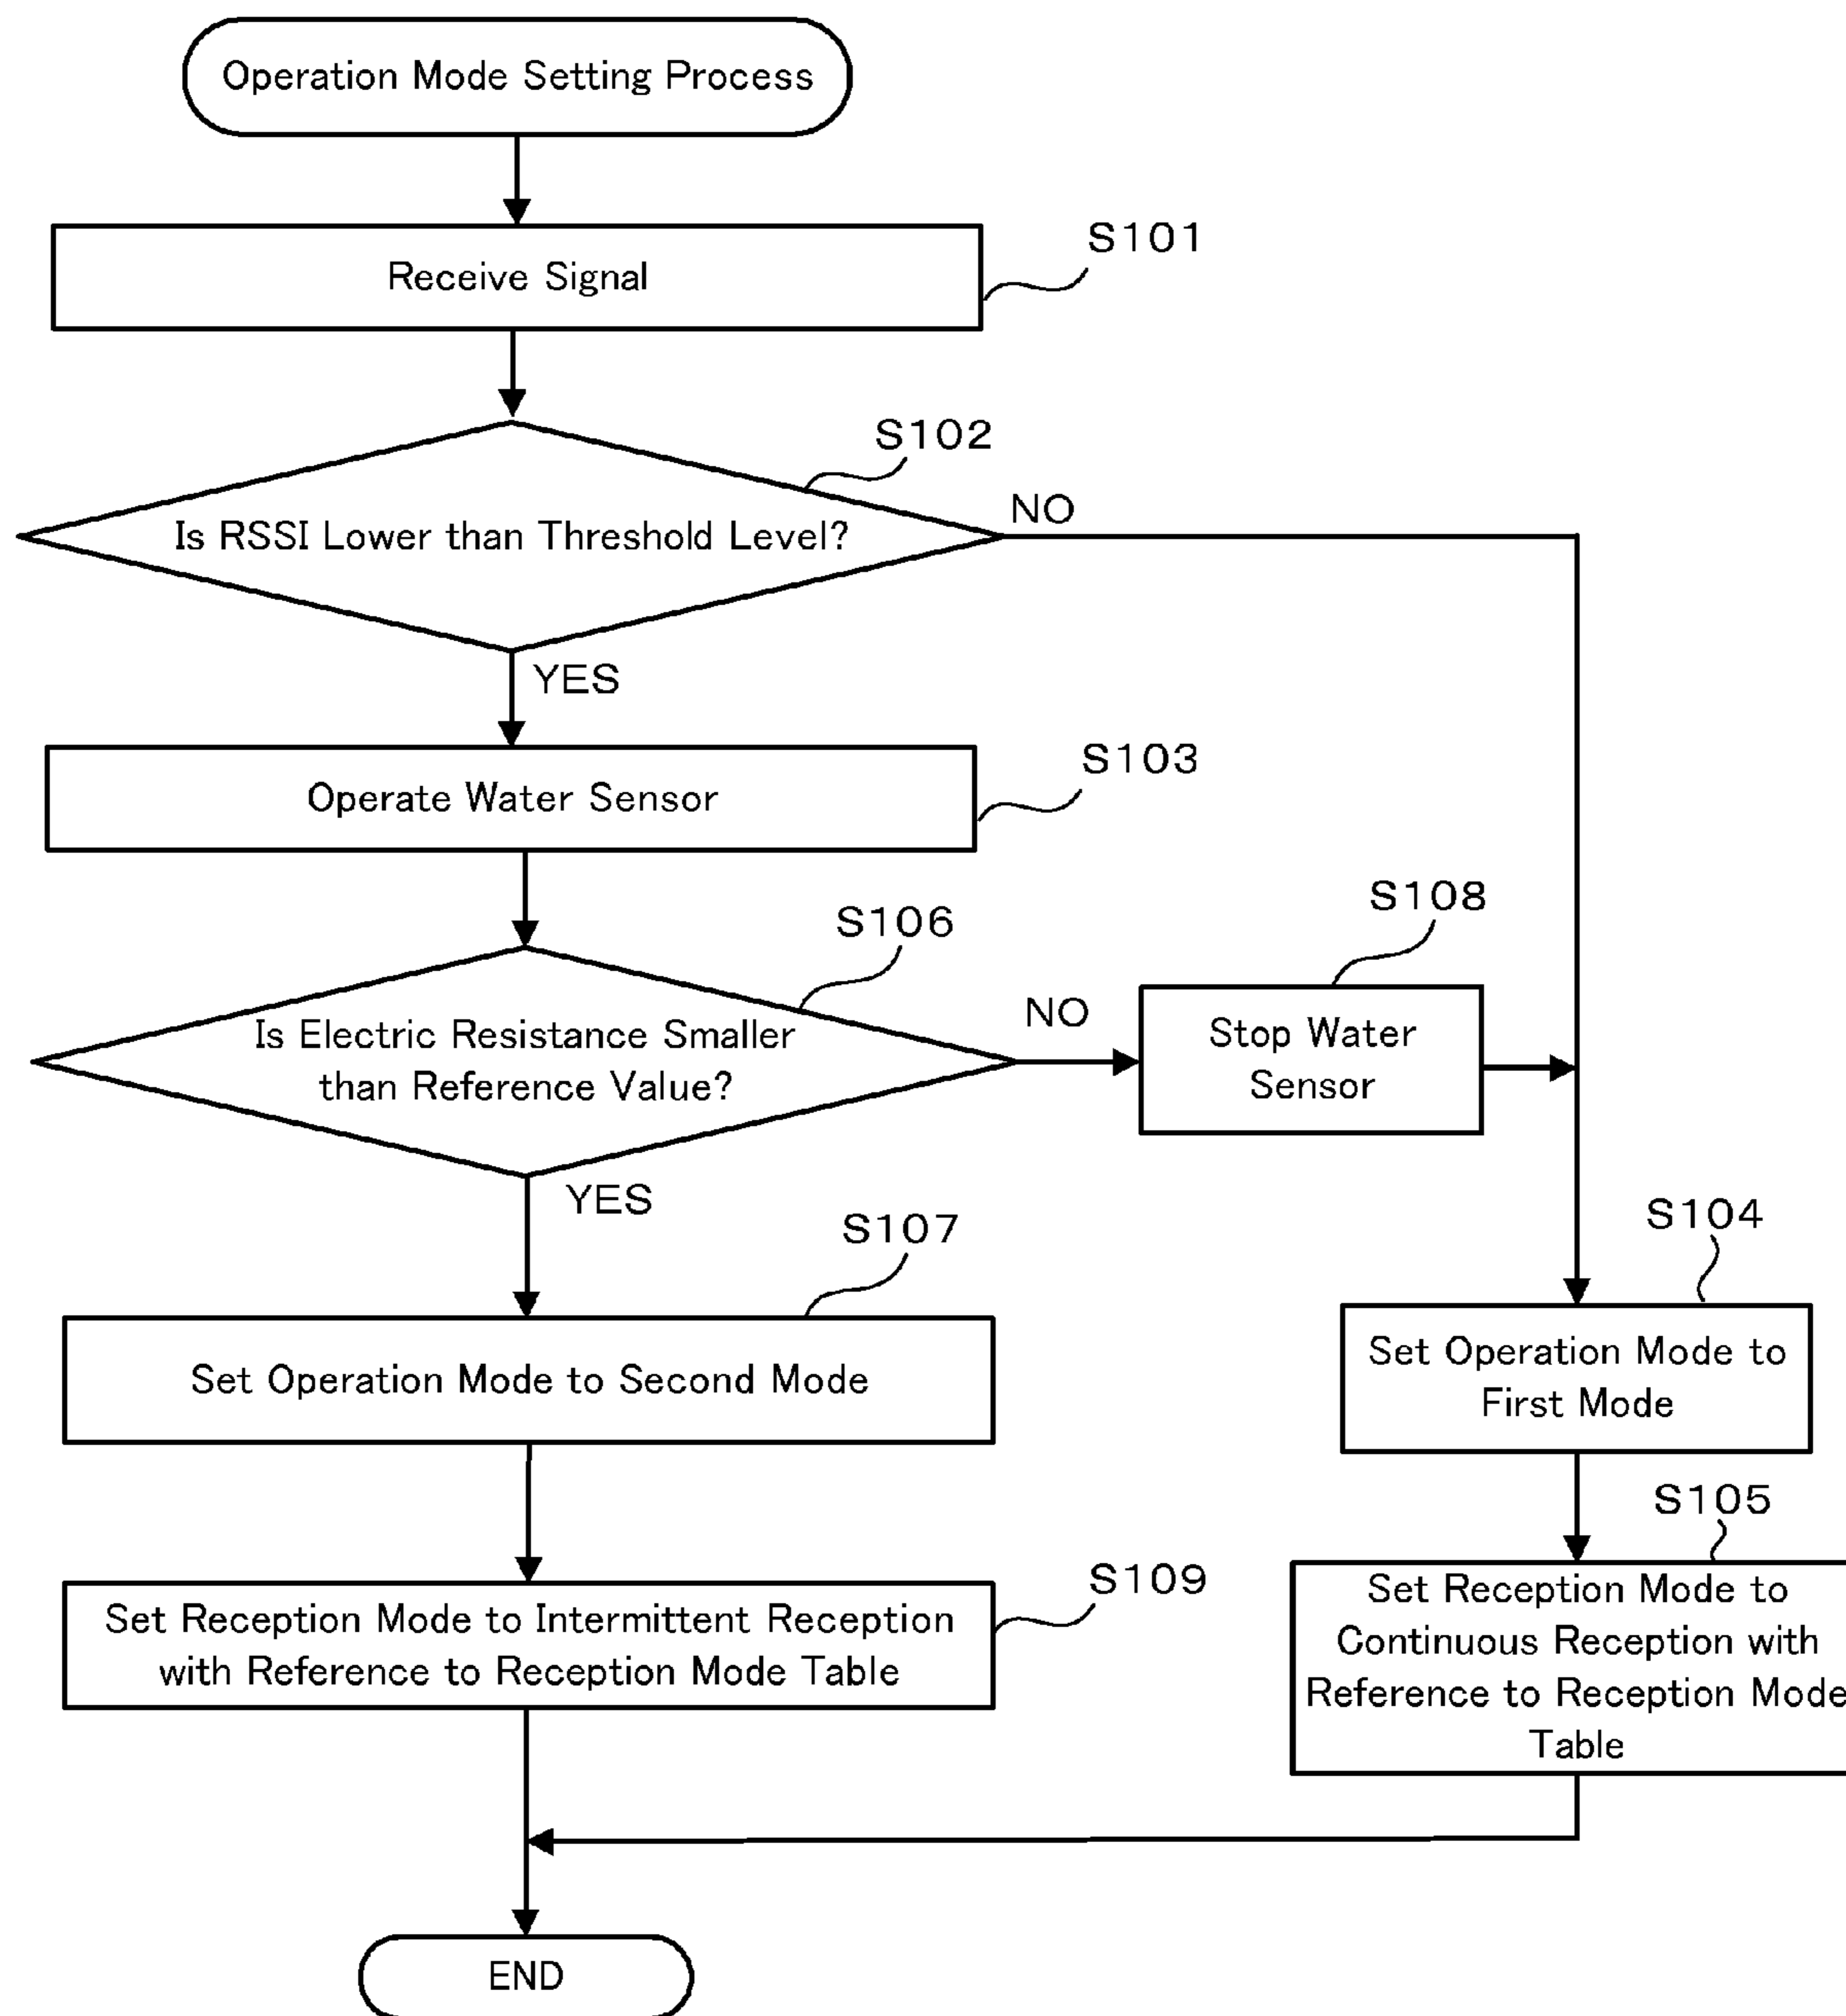 Operation Mode Setting Process
S101
Receive Signal
S102
Is RSSI Lower than Threshold Level?
NO
YES
S103
Operate Water Sensor
S106
Is Electric Resistance Smaller
than Reference Value?
NO
S108
Stop Water
Sensor
YES
S107
Set Operation Mode to Second Mode
S104
Set Operation Mode to
First Mode
S109
Set Reception Mode to Intermittent Reception
with Reference to Reception Mode Table
S105
Set Reception Mode to
Continuous Reception with
Reference to Reception Mode
Table
END